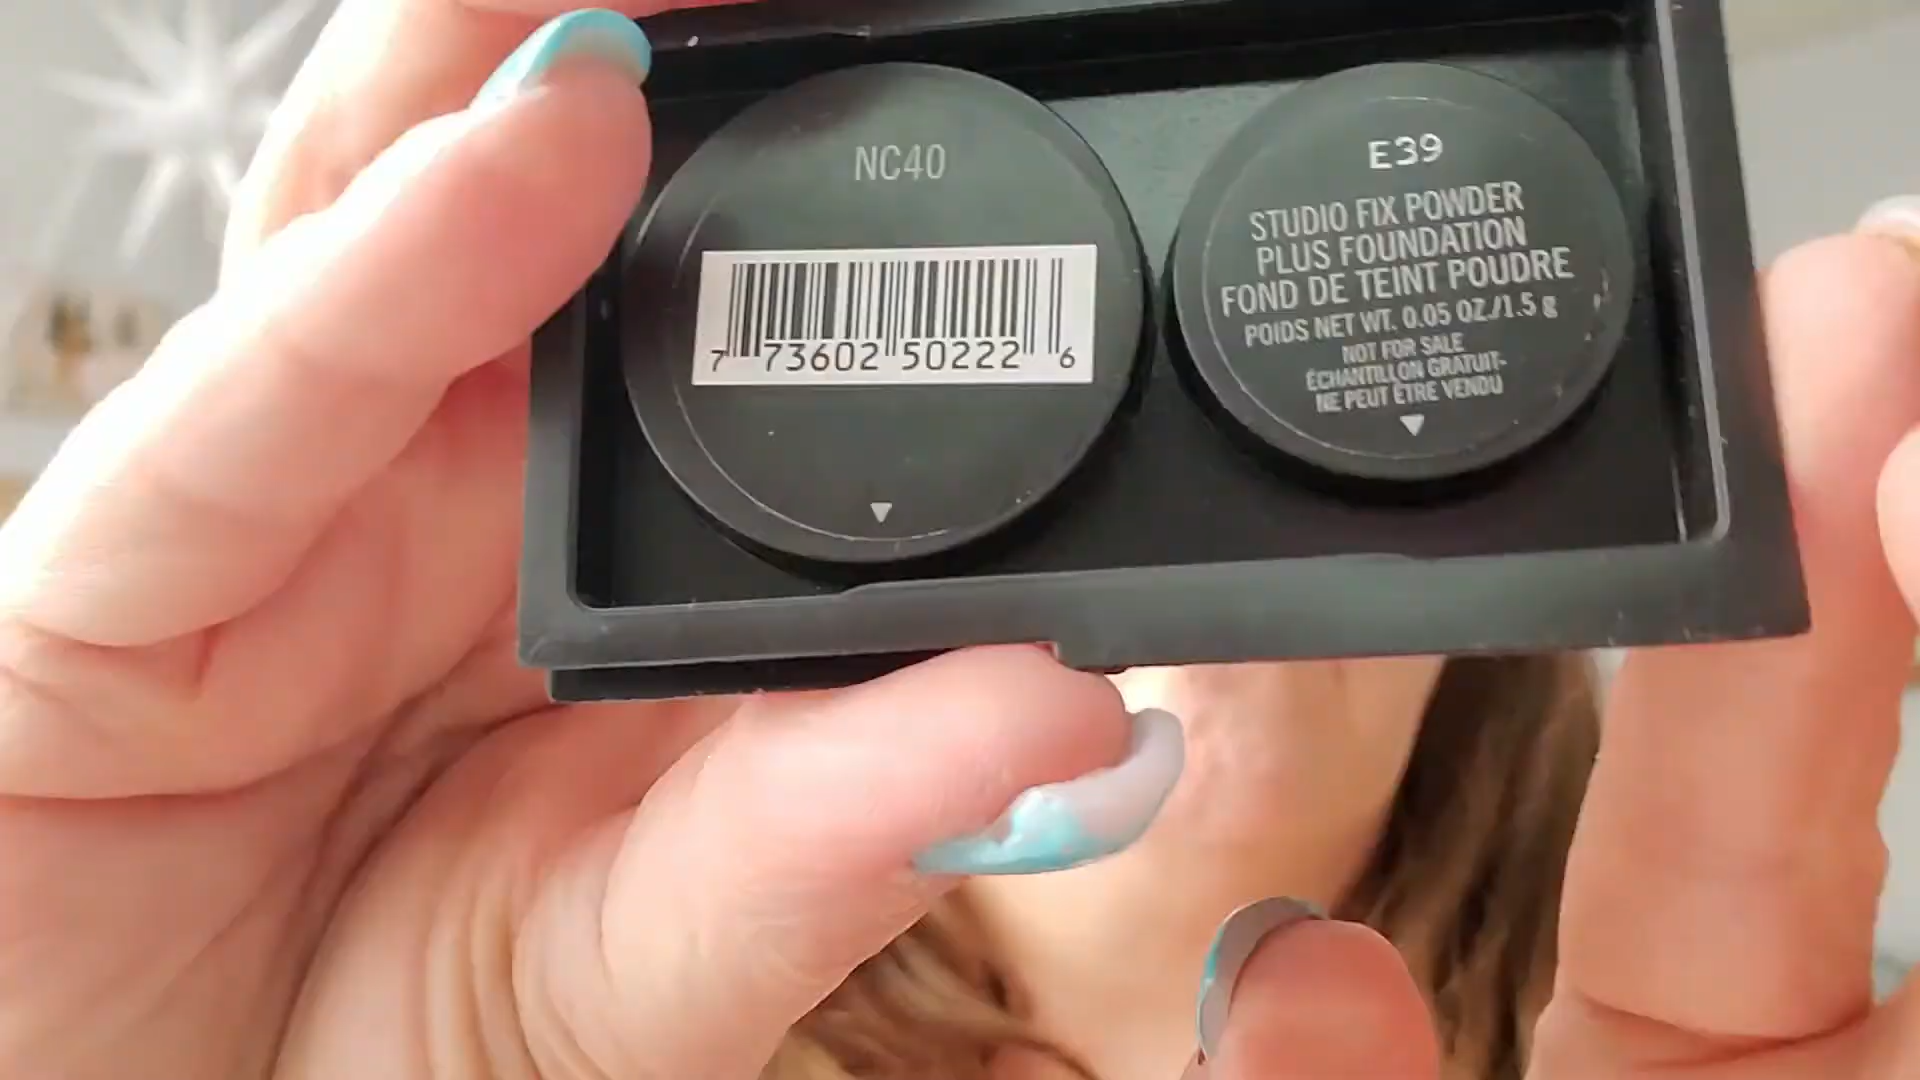 NC40
7 73602 50222 6
E39
STUDIO FIX POWDER
PLUS FOUNDATION
FOND DE TEINT POUDRE
POIDS NET WT. 0.05 OZ./1.5 g
NOT FOR SALE
ÉCHANTILLON GRATUIT-
NE PEUT ÊTRE VENDU